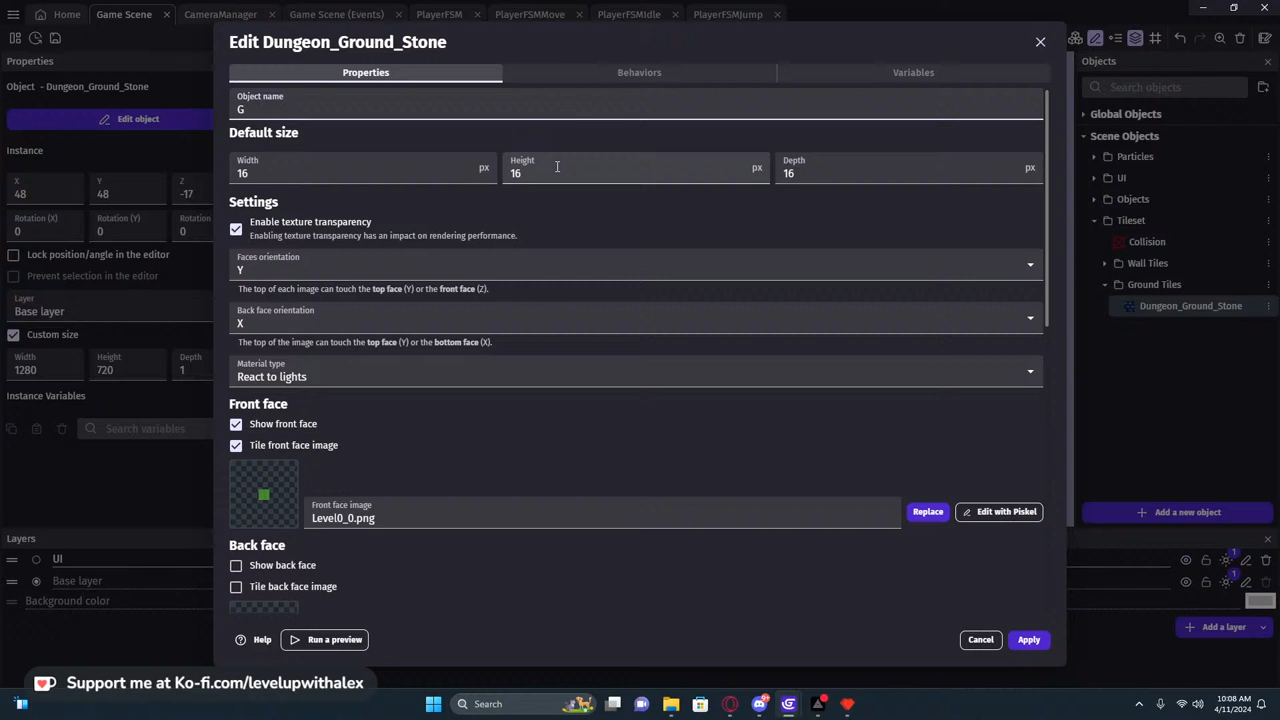 Home
Game Scene
CameraManager
Game Scene (Events)
PlayerFSM
PlayerFSMMove
PlayerFSMIdle
PlayerFSMJump
Properties
Object - Dungeon_Ground_Stone
Edit object
Instance
X
48
Y
48
Z
-17
Rotation (X)
0
Rotation (Y)
0
Rotation
0
Lock position/angle in the editor
Prevent selection in the editor
Layer
Base layer
Custom size
Width
1280
Height
720
Depth
1
Instance Variables
Search variables
Layers
UI
Base layer
Background color
Edit Dungeon_Ground_Stone
Properties
Behaviors
Variables
Object name
G
Default size
Width
16
px
Height
16
px
Depth
16
px
Settings
Enable texture transparency
Enabling texture transparency has an impact on rendering performance.
Faces orientation
Y
The top of each image can touch the top face (Y) or the front face (Z).
Back face orientation
X
The top of the image can touch the top face (Y) or the bottom face (X).
Material type
React to lights
Front face
Show front face
Tile front face image
Front face image
Level0_0.png
Replace
Edit with Piskel
Back face
Show back face
Tile back face image
Help
Run a preview
Cancel
Apply
Objects
Search objects
Global Objects
Scene Objects
Particles
UI
Objects
Tileset
Collision
Wall Tiles
Ground Tiles
Dungeon_Ground_Stone
Add a new object
1
1
Add a layer
Support me at Ko-fi.com/levelupwithalex
Search
9+
10:08 AM
4/11/2024